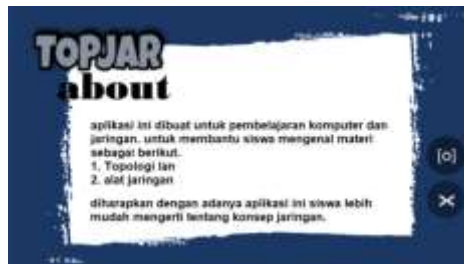 TOPJAR
about
aplikasi ini dibuat untuk pembelajaran komputer dan
jaringan. untuk membantu siswa mengenal materi
sebagai berikut.
1. Topologi lan
2. alat jaringan
diharapkan dengan adanya aplikasi ini siswa lebih
mudah mengerti tentang konsep jaringan.